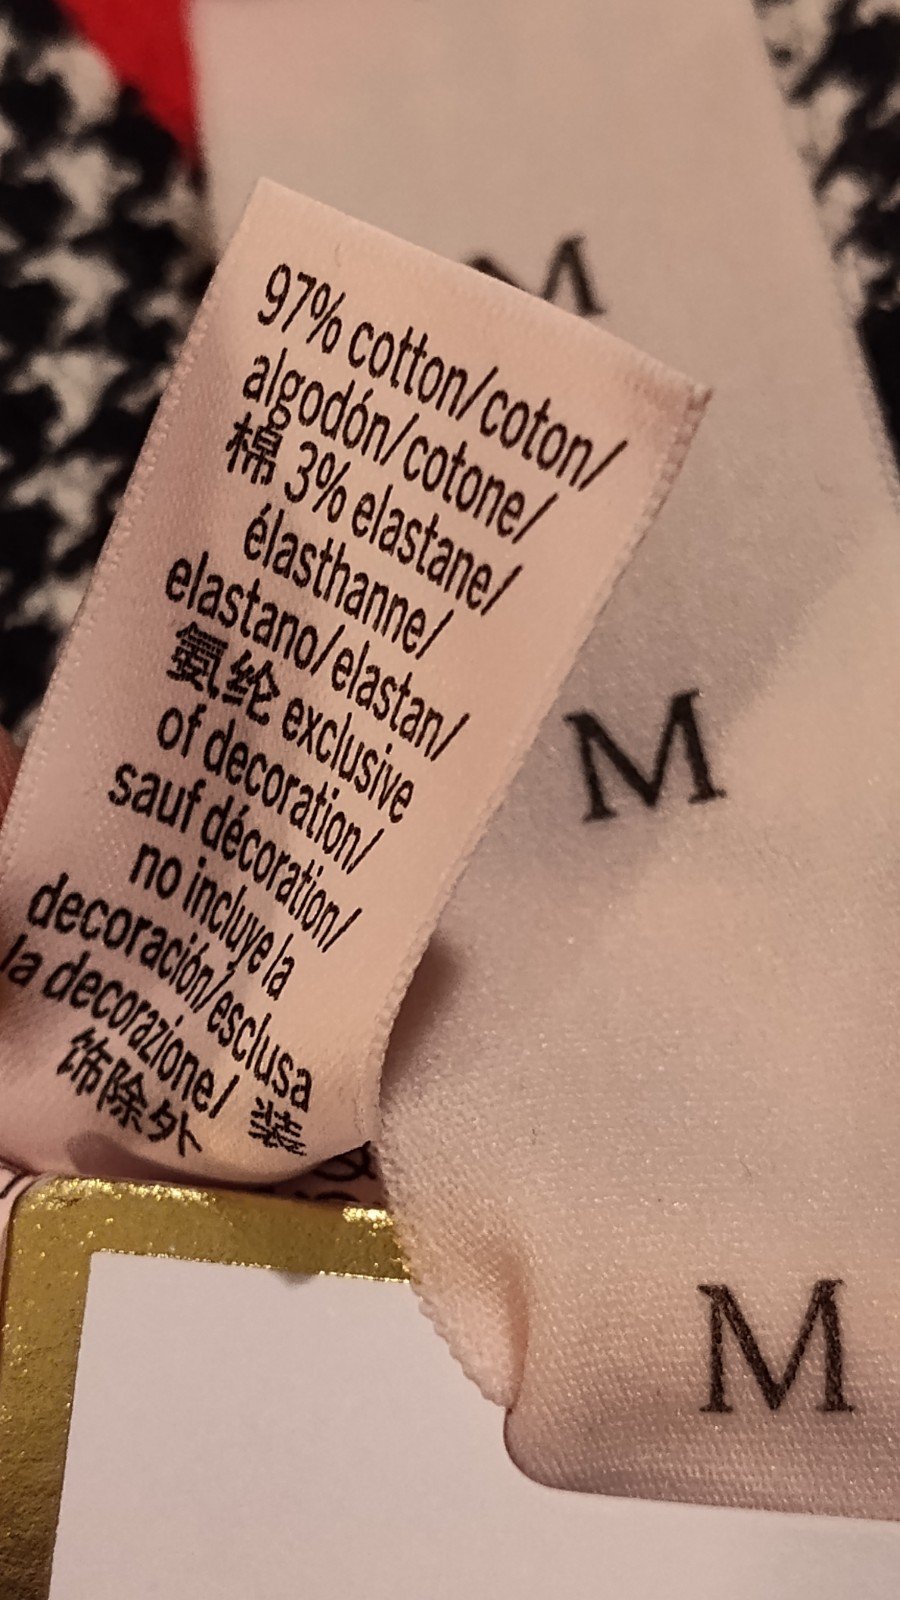 97% cotton/coton/
algodón/cotone/
棉 3% elastane/
élasthanne/
elastano/elastan/
氨纶 exclusive
of decoration/
sauf décoration/
no incluye la
decoración/esclusa
la decorazione/ 装
饰除外
M
M
M